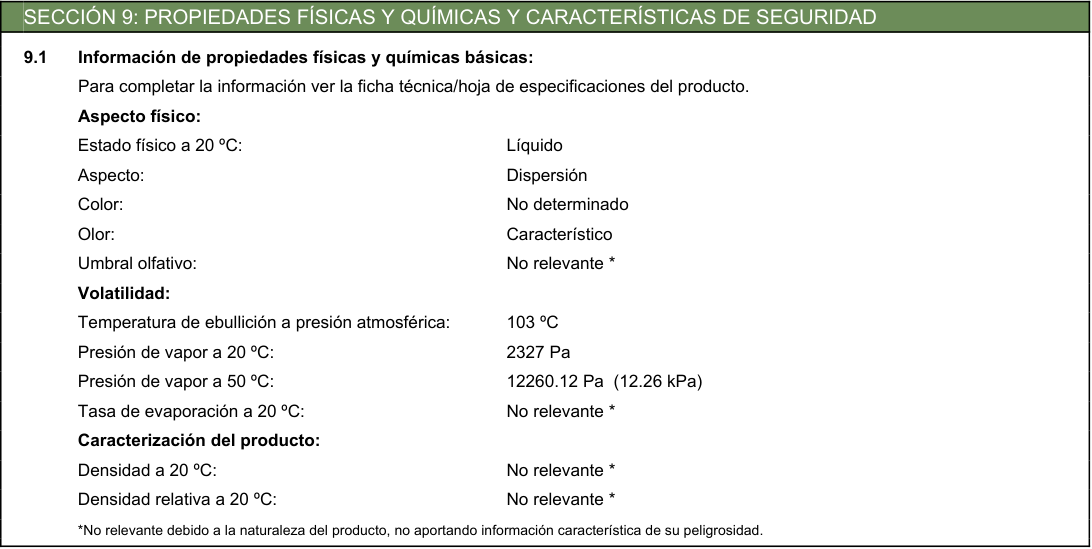 SECCIÓN 9: PROPIEDADES FÍSICAS Y QUÍMICAS Y CARACTERÍSTICAS DE SEGURIDAD
9.1 Información de propiedades físicas y químicas básicas:
Para completar la información ver la ficha técnica/hoja de especificaciones del producto.
Aspecto físico:
Estado físico a 20 ºC: Líquido
Aspecto: Dispersión
Color: No determinado
Olor: Característico
Umbral olfativo: No relevante *
Volatilidad:
Temperatura de ebullición a presión atmosférica: 103 ºC
Presión de vapor a 20 ºC: 2327 Pa
Presión de vapor a 50 ºC: 12260.12 Pa (12.26 kPa)
Tasa de evaporación a 20 ºC: No relevante *
Caracterización del producto:
Densidad a 20 ºC: No relevante *
Densidad relativa a 20 ºC: No relevante *
*No relevante debido a la naturaleza del producto, no aportando información característica de su peligrosidad.